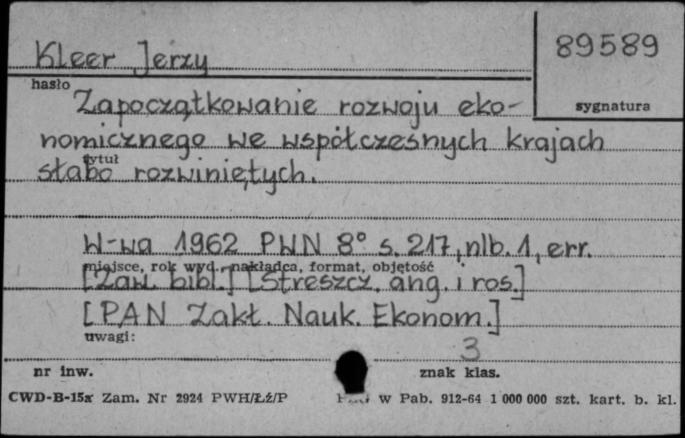 Kleer Jerzy
89589
hasło
sygnatura
Zapoczątkowanie rozwoju eko-
nomicznego we współczesnych krajach
tytuł
słabo rozwiniętych.
W-wa 1962 PWN 8° s. 217, nlb. 1, err.
miejsce, rok wyd., nakładca, format, objętość
[Zaw. bibl.] [Streszcz. ang. i ros.]
[PAN Zakł. Nauk. Ekonom.]
uwagi:
3
nr inw.
znak klas.
CWD-B-15x Zam. Nr 2924 PWH/Łź/P
w Pab. 912-64 1 000 000 szt. kart. b. kl.